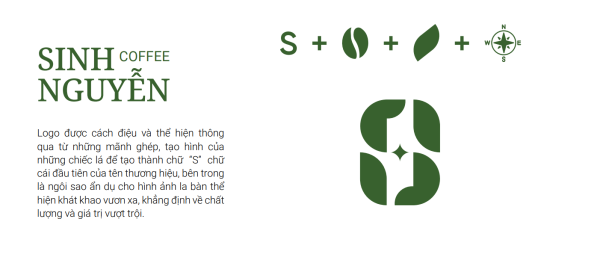 SINH COFFEE
NGUYỄN
S + + +
N
W E
S
Logo được cách điệu và thể hiện thông
qua từ những mảnh ghép, tạo hình của
những chiếc lá để tạo thành chữ "S" chữ
cái đầu tiên của tên thương hiệu, bên trong
là ngôi sao ẩn dụ cho hình ảnh la bàn thể
hiện khát khao vươn xa, khẳng định về chất
lượng và giá trị vượt trội.
S